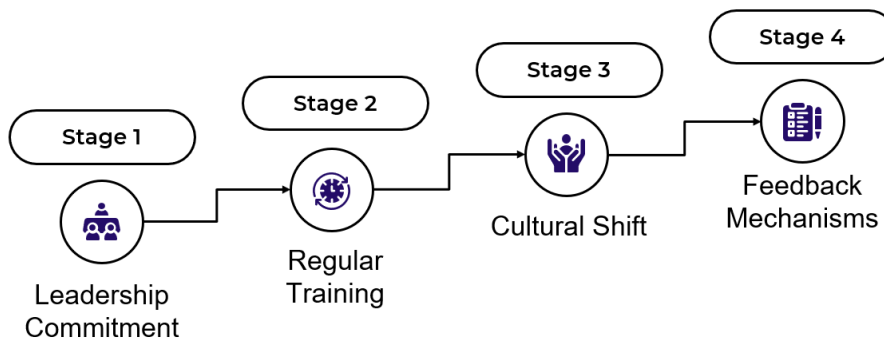 Stage 1
Leadership
Commitment
Stage 2
Regular
Training
Stage 3
Cultural Shift
Stage 4
Feedback
Mechanisms